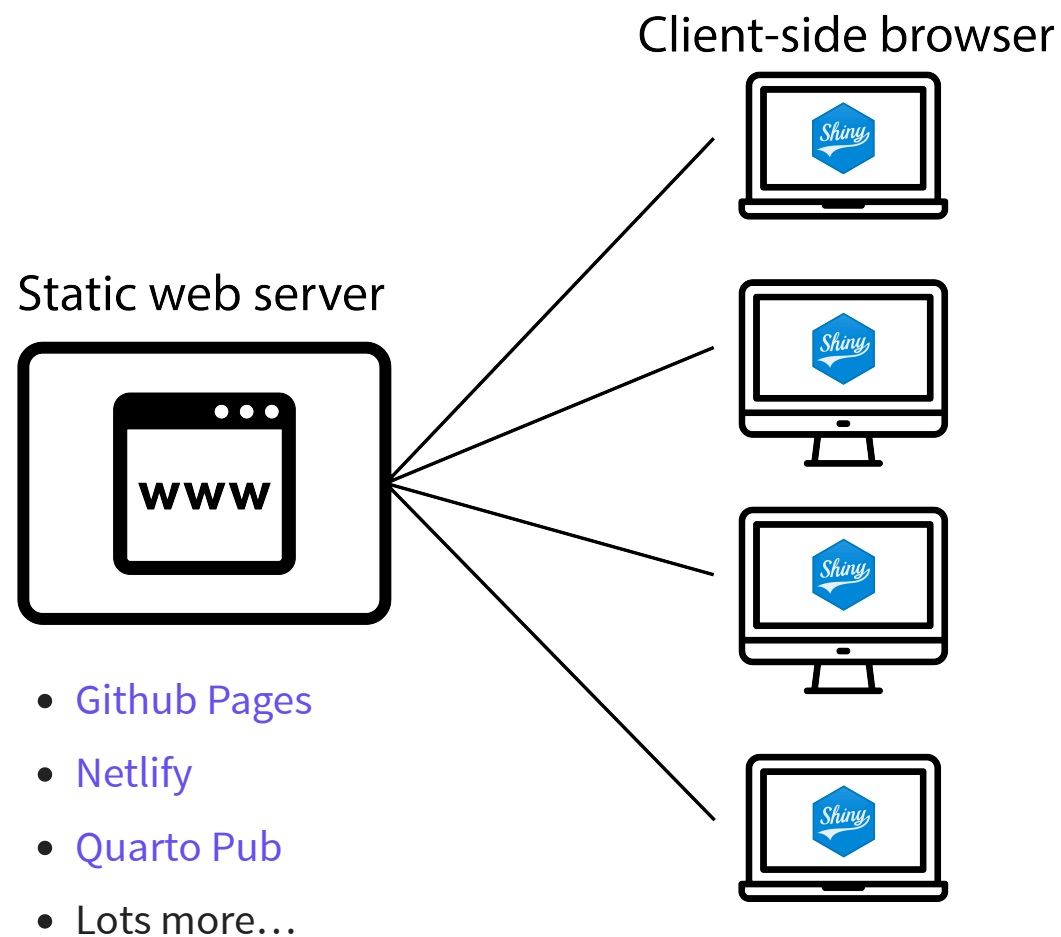 Client-side browser
Shiny
Static web server
Shiny
www
Shiny
Github Pages
Netlify
Shiny
Quarto Pub
Lots more…